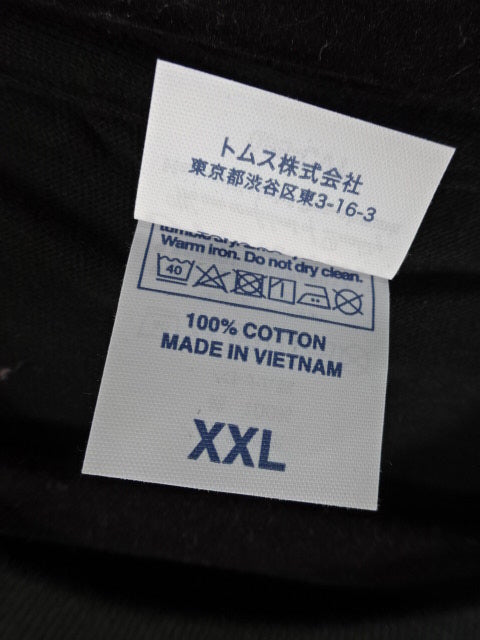 トムス株式会社
東京都渋谷区東3-16-3
Warm iron. Do not dry clean.
40
100% COTTON
MADE IN VIETNAM
XXL